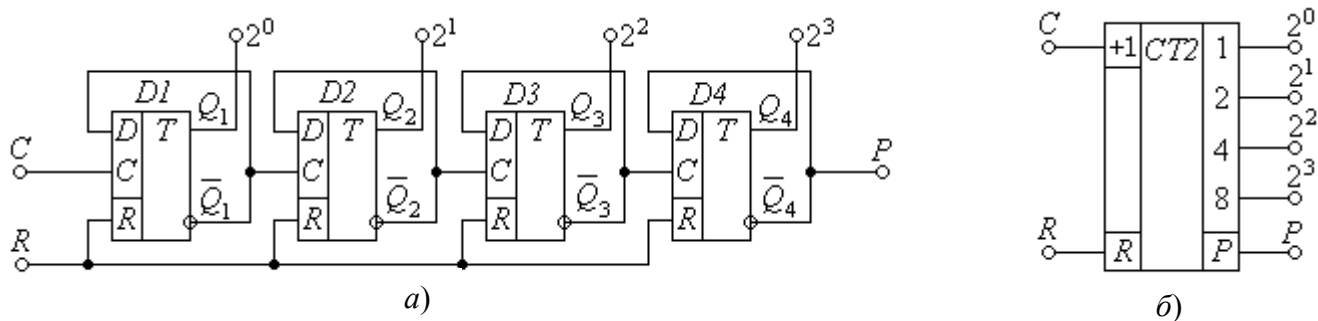 2⁰ 2¹ 2² 2³
D1 D2 D3 D4
Q₁ Q₂ Q₃ Q₄
D T D T D T D T
C C C C C P
Q̅₁ Q̅₂ Q̅₃ Q̅₄
R R R R
R
а)
C +1 CT2 1 2⁰
2 2¹
4 2²
8 2³
R R P P
б)